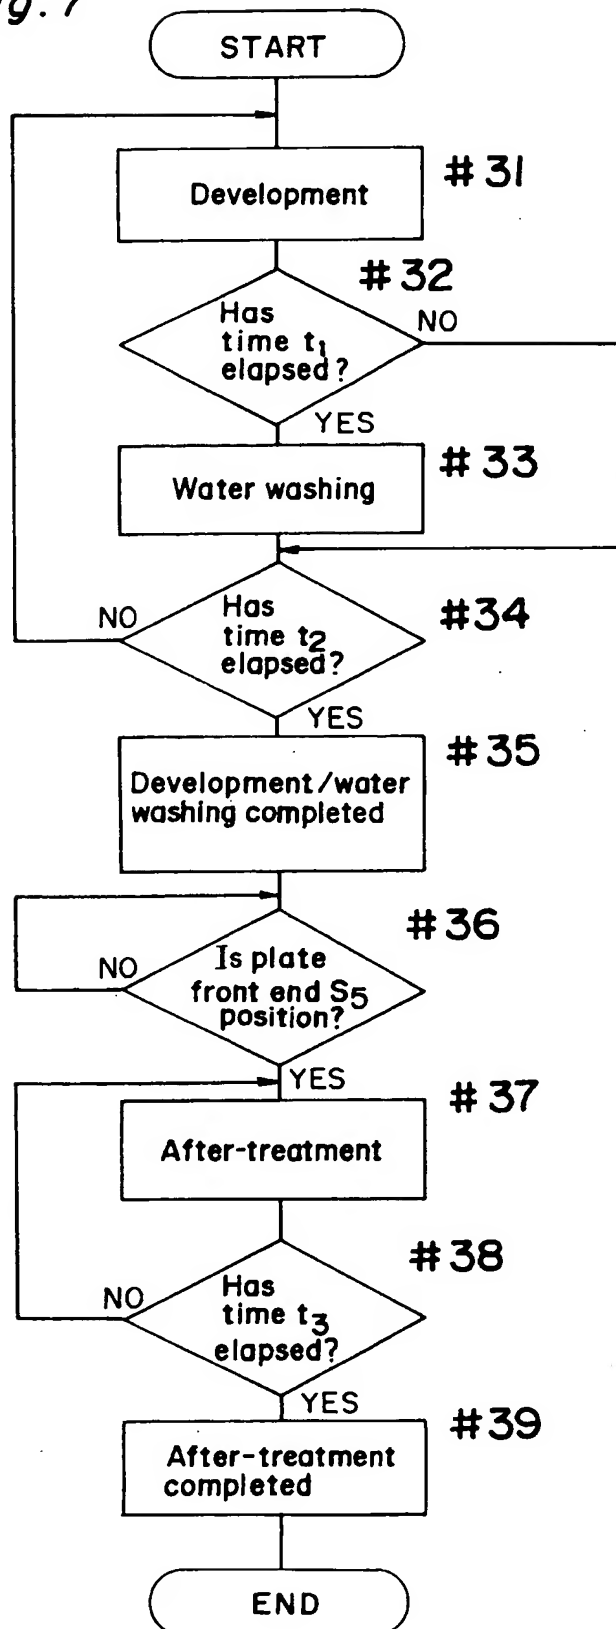 g. 7
START
Development
#31
#32
Has
time t1
elapsed?
NO
YES
Water washing
#33
NO
Has
time t2
elapsed?
#34
YES
Development/water
washing completed
#35
#36
NO
Is plate
front end S5
position?
YES
After-treatment
#37
#38
NO
Has
time t3
elapsed?
YES
After-treatment
completed
#39
END